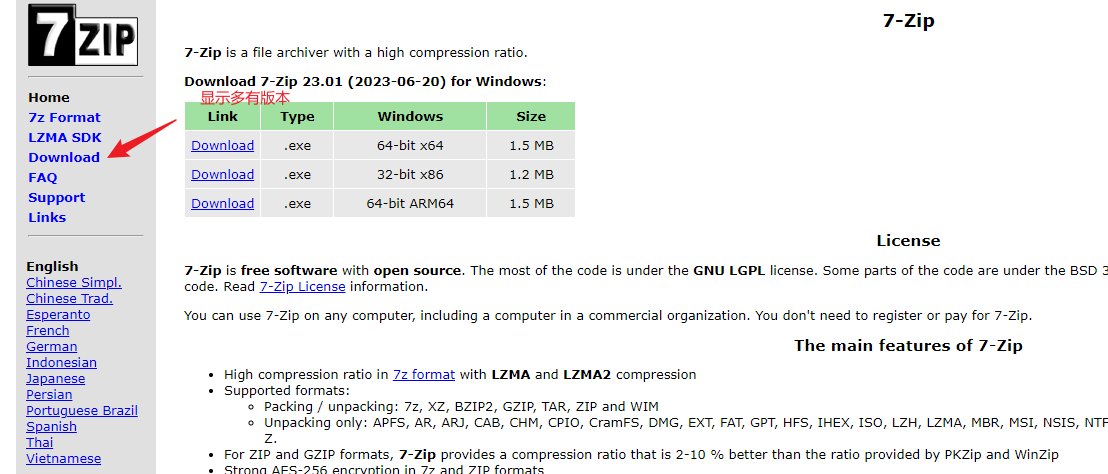 7ZIP
Home
7z Format
LZMA SDK
Download
FAQ
Support
Links
English
Chinese Simpl.
Chinese Trad.
Esperanto
French
German
Indonesian
Japanese
Persian
Portuguese Brazil
Spanish
Thai
Vietnamese
7-Zip
7-Zip is a file archiver with a high compression ratio.
Download 7-Zip 23.01 (2023-06-20) for Windows:
显示多有版本
Link Type Windows Size
Download .exe 64-bit x64 1.5 MB
Download .exe 32-bit x86 1.2 MB
Download .exe 64-bit ARM64 1.5 MB
License
7-Zip is free software with open source. The most of the code is under the GNU LGPL license. Some parts of the code are under the BSD 3
code. Read 7-Zip License information.
You can use 7-Zip on any computer, including a computer in a commercial organization. You don't need to register or pay for 7-Zip.
The main features of 7-Zip
High compression ratio in 7z format with LZMA and LZMA2 compression
Supported formats:
Packing / unpacking: 7z, XZ, BZIP2, GZIP, TAR, ZIP and WIM
Unpacking only: APFS, AR, ARJ, CAB, CHM, CPIO, CramFS, DMG, EXT, FAT, GPT, HFS, IHEX, ISO, LZH, LZMA, MBR, MSI, NSIS, NTF
Z.
For ZIP and GZIP formats, 7-Zip provides a compression ratio that is 2-10 % better than the ratio provided by PKZip and WinZip
Strong AES-256 encryption in 7z and ZIP formats